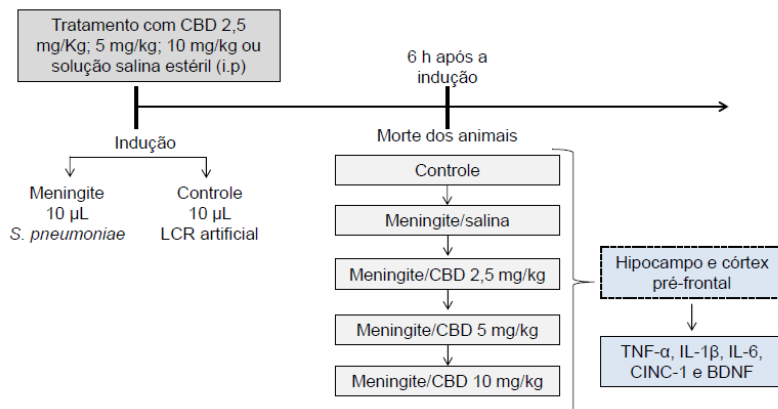 Tratamento com CBD 2,5
mg/Kg; 5 mg/kg; 10 mg/kg ou
solução salina estéril (i.p)
6 h após a
indução
Indução
Morte dos animais
Meningite
10 µL
S. pneumoniae
Controle
10 µL
LCR artificial
Controle
Meningite/salina
Meningite/CBD 2,5 mg/kg
Meningite/CBD 5 mg/kg
Meningite/CBD 10 mg/kg
Hipocampo e córtex
pré-frontal
TNF-α, IL-1β, IL-6,
CINC-1 e BDNF